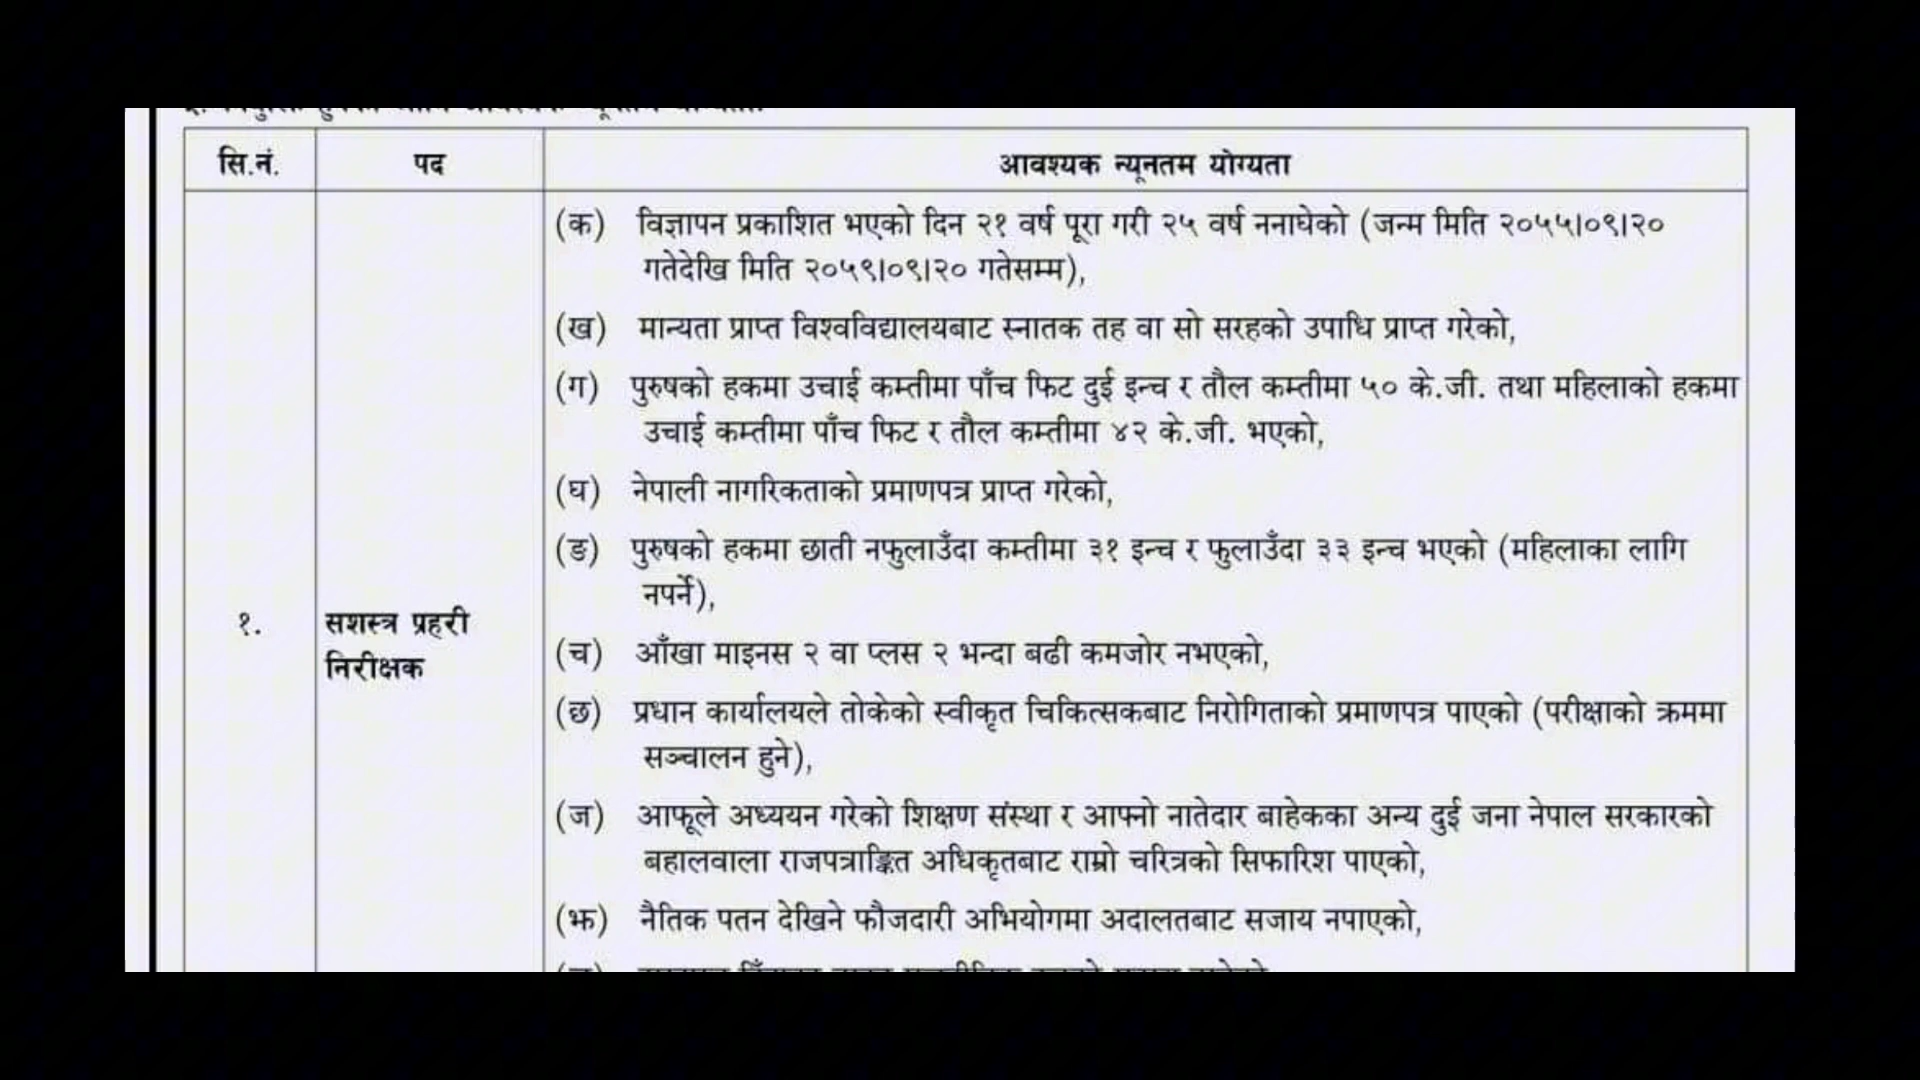 सि.नं.
पद
आवश्यक न्यूनतम योग्यता
(क) विज्ञापन प्रकाशित भएको दिन २१ वर्ष पूरा गरी २५ वर्ष ननाघेको (जन्म मिति २०५५।०९।२०
गतेदेखि मिति २०५९।०९।२० गतेसम्म),
(ख) मान्यता प्राप्त विश्वविद्यालयबाट स्नातक तह वा सो सरहको उपाधि प्राप्त गरेको,
(ग) पुरुषको हकमा उचाई कम्तीमा पाँच फिट दुई इन्च र तौल कम्तीमा ५० के.जी. तथा महिलाको हकमा
उचाई कम्तीमा पाँच फिट र तौल कम्तीमा ४२ के.जी. भएको,
(घ) नेपाली नागरिकताको प्रमाणपत्र प्राप्त गरेको,
(ङ) पुरुषको हकमा छाती नफुलाउँदा कम्तीमा ३१ इन्च र फुलाउँदा ३३ इन्च भएको (महिलाका लागि
नपर्ने),
१.
सशस्त्र प्रहरी
निरीक्षक
(च) आँखा माइनस २ वा प्लस २ भन्दा बढी कमजोर नभएको,
(छ) प्रधान कार्यालयले तोकेको स्वीकृत चिकित्सकबाट निरोगिताको प्रमाणपत्र पाएको (परीक्षाको क्रममा
सञ्चालन हुने),
(ज) आफूले अध्ययन गरेको शिक्षण संस्था र आफ्नो नातेदार बाहेकका अन्य दुई जना नेपाल सरकारको
बहालवाला राजपत्राङ्कित अधिकृतबाट राम्रो चरित्रको सिफारिश पाएको,
(झ) नैतिक पतन देखिने फौजदारी अभियोगमा अदालतबाट सजाय नपाएको,